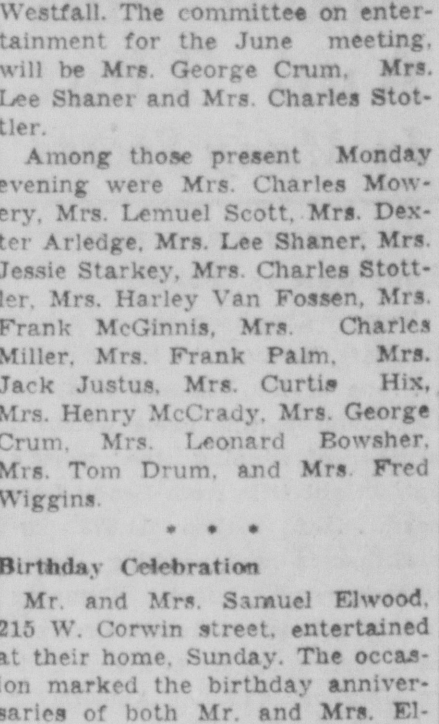 Westfall. The committee on enter-
tainment for the June meeting,
will be Mrs. George Crum, Mrs.
Lee Shaner and Mrs. Charles Stot-
tler.
Among those present Monday
evening were Mrs. Charles Mow-
ery, Mrs. Lemuel Scott, Mrs. Dex-
ter Arledge, Mrs. Lee Shaner, Mrs.
Jessie Starkey, Mrs. Charles Stott-
ler, Mrs. Harley Van Fossen, Mrs.
Frank McGinnis, Mrs. Charles
Miller, Mrs. Frank Palm, Mrs.
Jack Justus, Mrs. Curtis Hix,
Mrs. Henry McCrady, Mrs. George
Crum, Mrs. Leonard Bowsher,
Mrs. Tom Drum, and Mrs. Fred
Wiggins.
* * *
Birthday Celebration
Mr. and Mrs. Samuel Elwood,
215 W. Corwin street, entertained
at their home, Sunday. The occas-
ion marked the birthday anniver-
saries of both Mr. and Mrs. El-